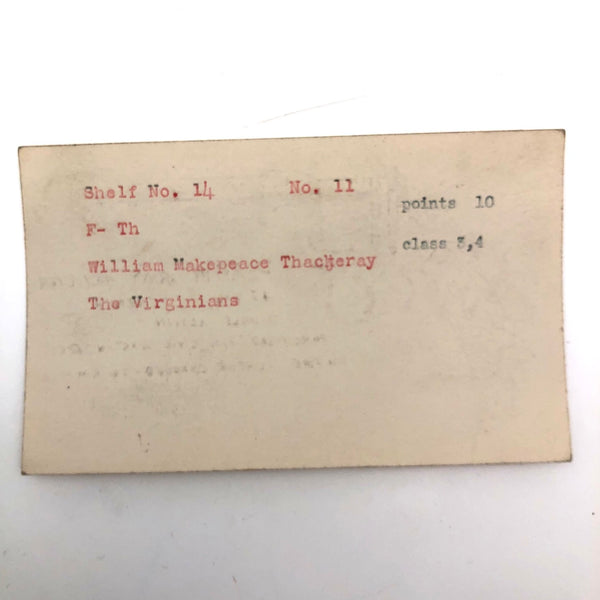 Shelf No. 14 No. 11
points 10
F- Th
class 3,4
William Makepeace Thackeray
The Virginians